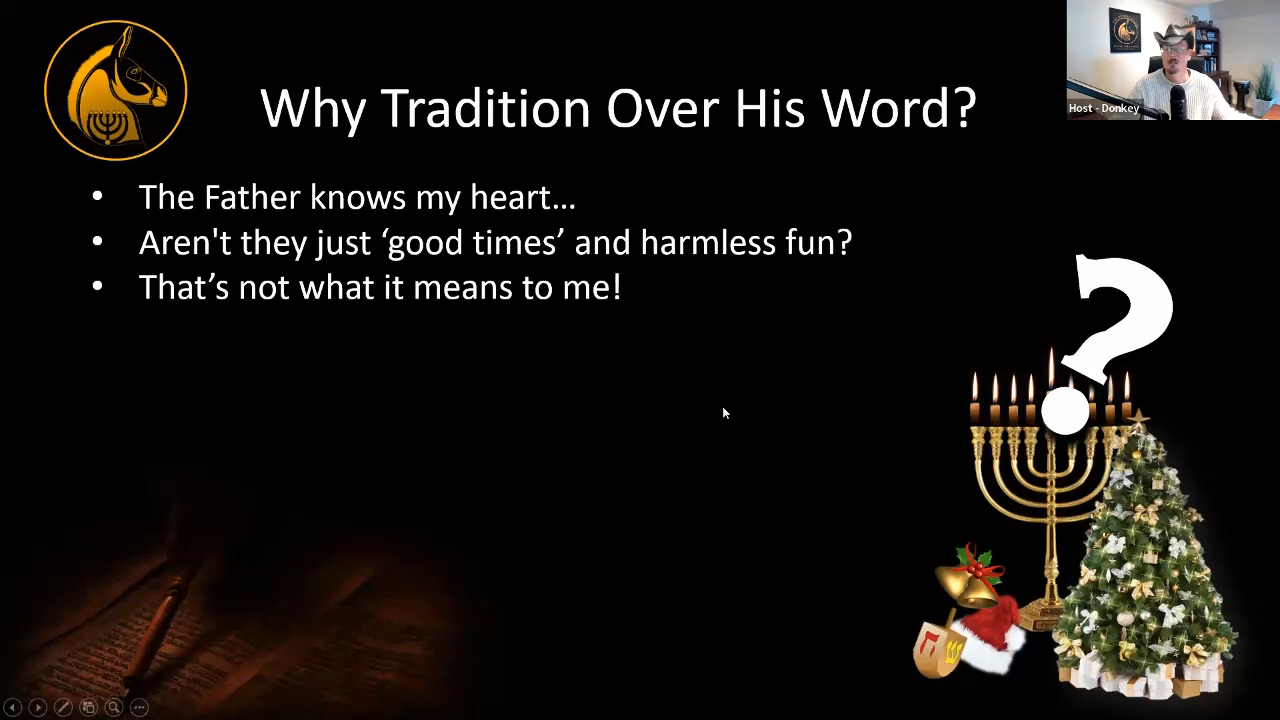 Why Tradition Over His Word?
Host - Donkey
• The Father knows my heart…
• Aren't they just ‘good times’ and harmless fun?
• That’s not what it means to me!
ה
ש